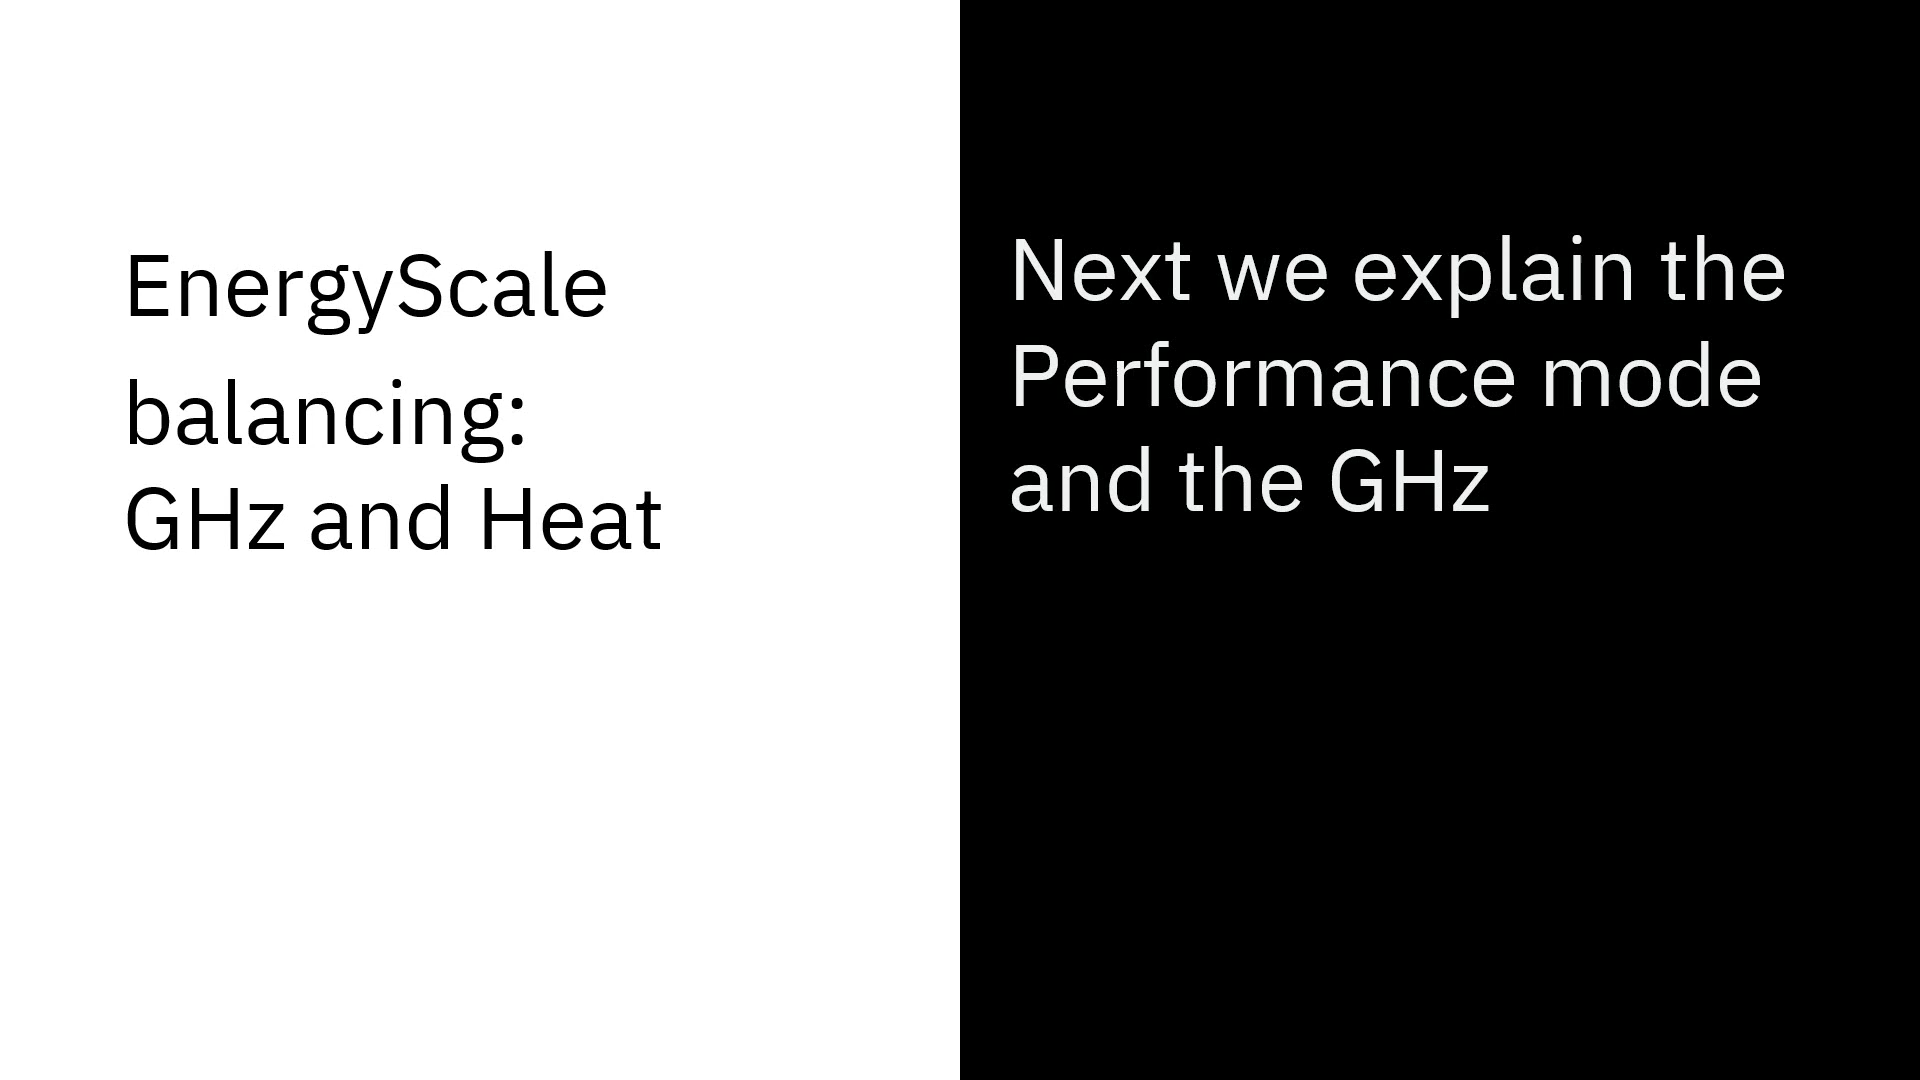 EnergyScale
balancing:
GHz and Heat
Next we explain the
Performance mode
and the GHz